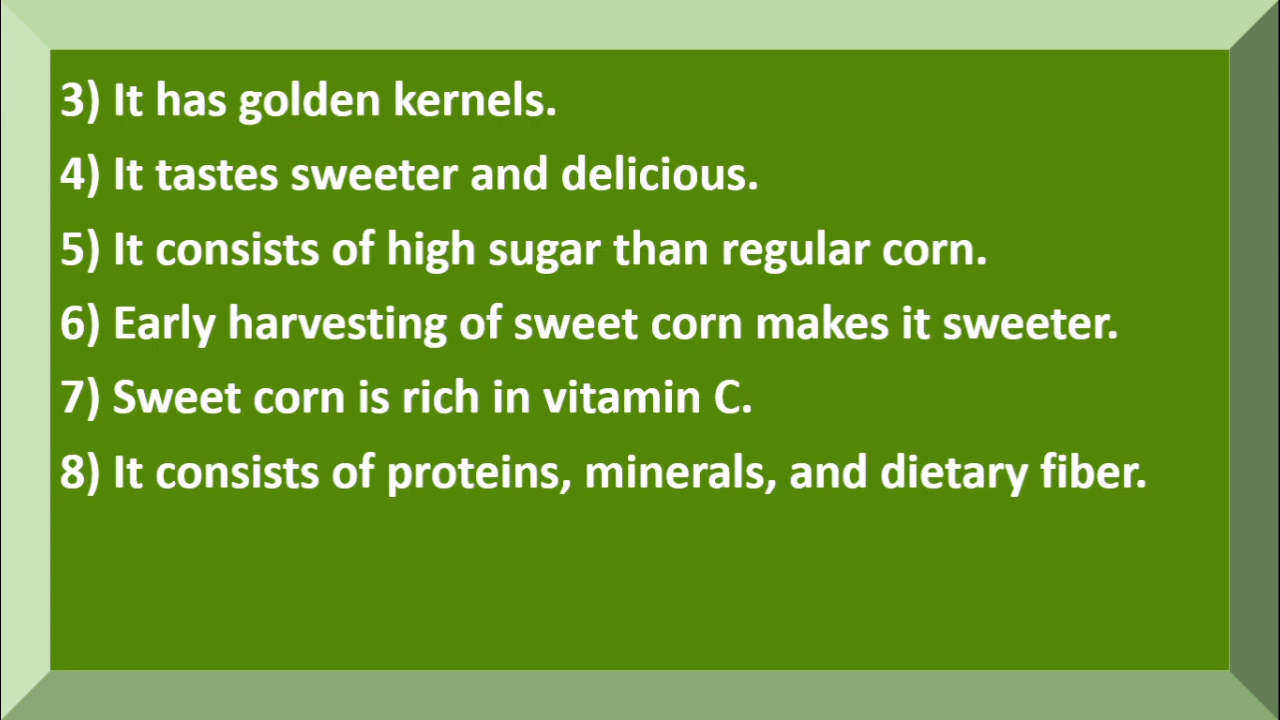 3) It has golden kernels.
4) It tastes sweeter and delicious.
5) It consists of high sugar than regular corn.
6) Early harvesting of sweet corn makes it sweeter.
7) Sweet corn is rich in vitamin C.
8) It consists of proteins, minerals, and dietary fiber.